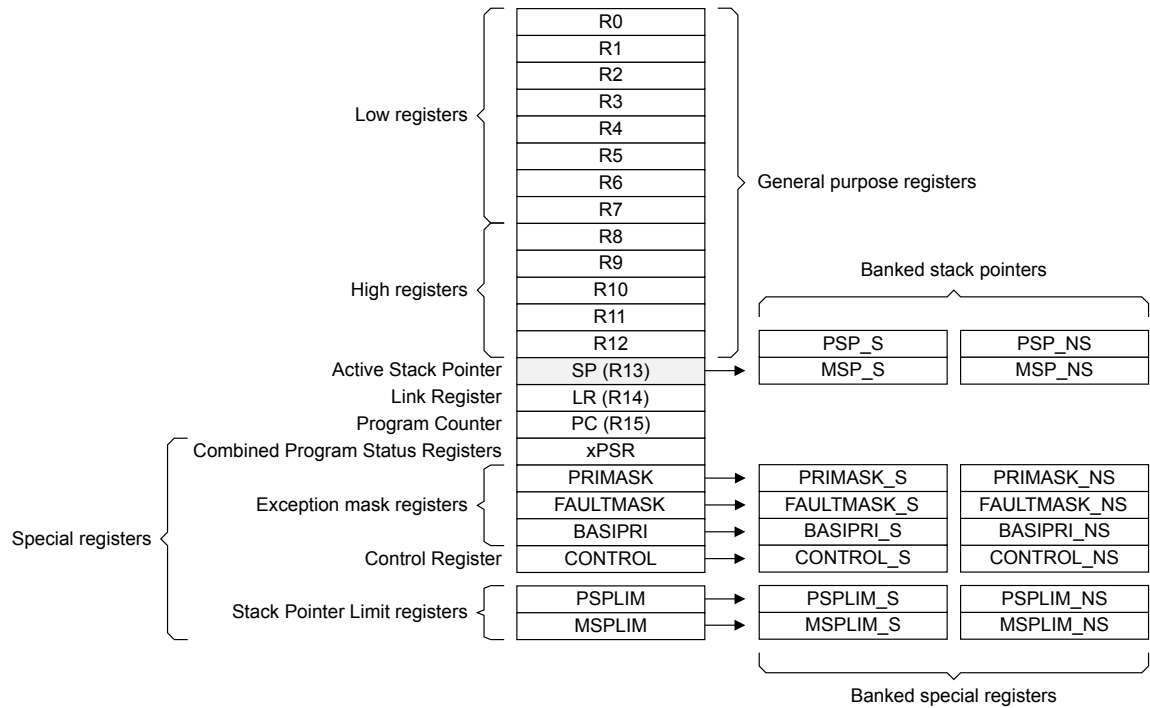 R0
R1
R2
R3
Low registers
R4
R5
R6
General purpose registers
R7
R8
R9
Banked stack pointers
High registers
R10
R11
R12
PSP_S PSP_NS
Active Stack Pointer SP (R13) MSP_S MSP_NS
Link Register LR (R14)
Program Counter PC (R15)
Combined Program Status Registers xPSR
PRIMASK PRIMASK_S PRIMASK_NS
Exception mask registers FAULTMASK FAULTMASK_S FAULTMASK_NS
BASIPRI BASIPRI_S BASIPRI_NS
Special registers
Control Register CONTROL CONTROL_S CONTROL_NS
PSPLIM PSPLIM_S PSPLIM_NS
Stack Pointer Limit registers
MSPLIM MSPLIM_S MSPLIM_NS
Banked special registers